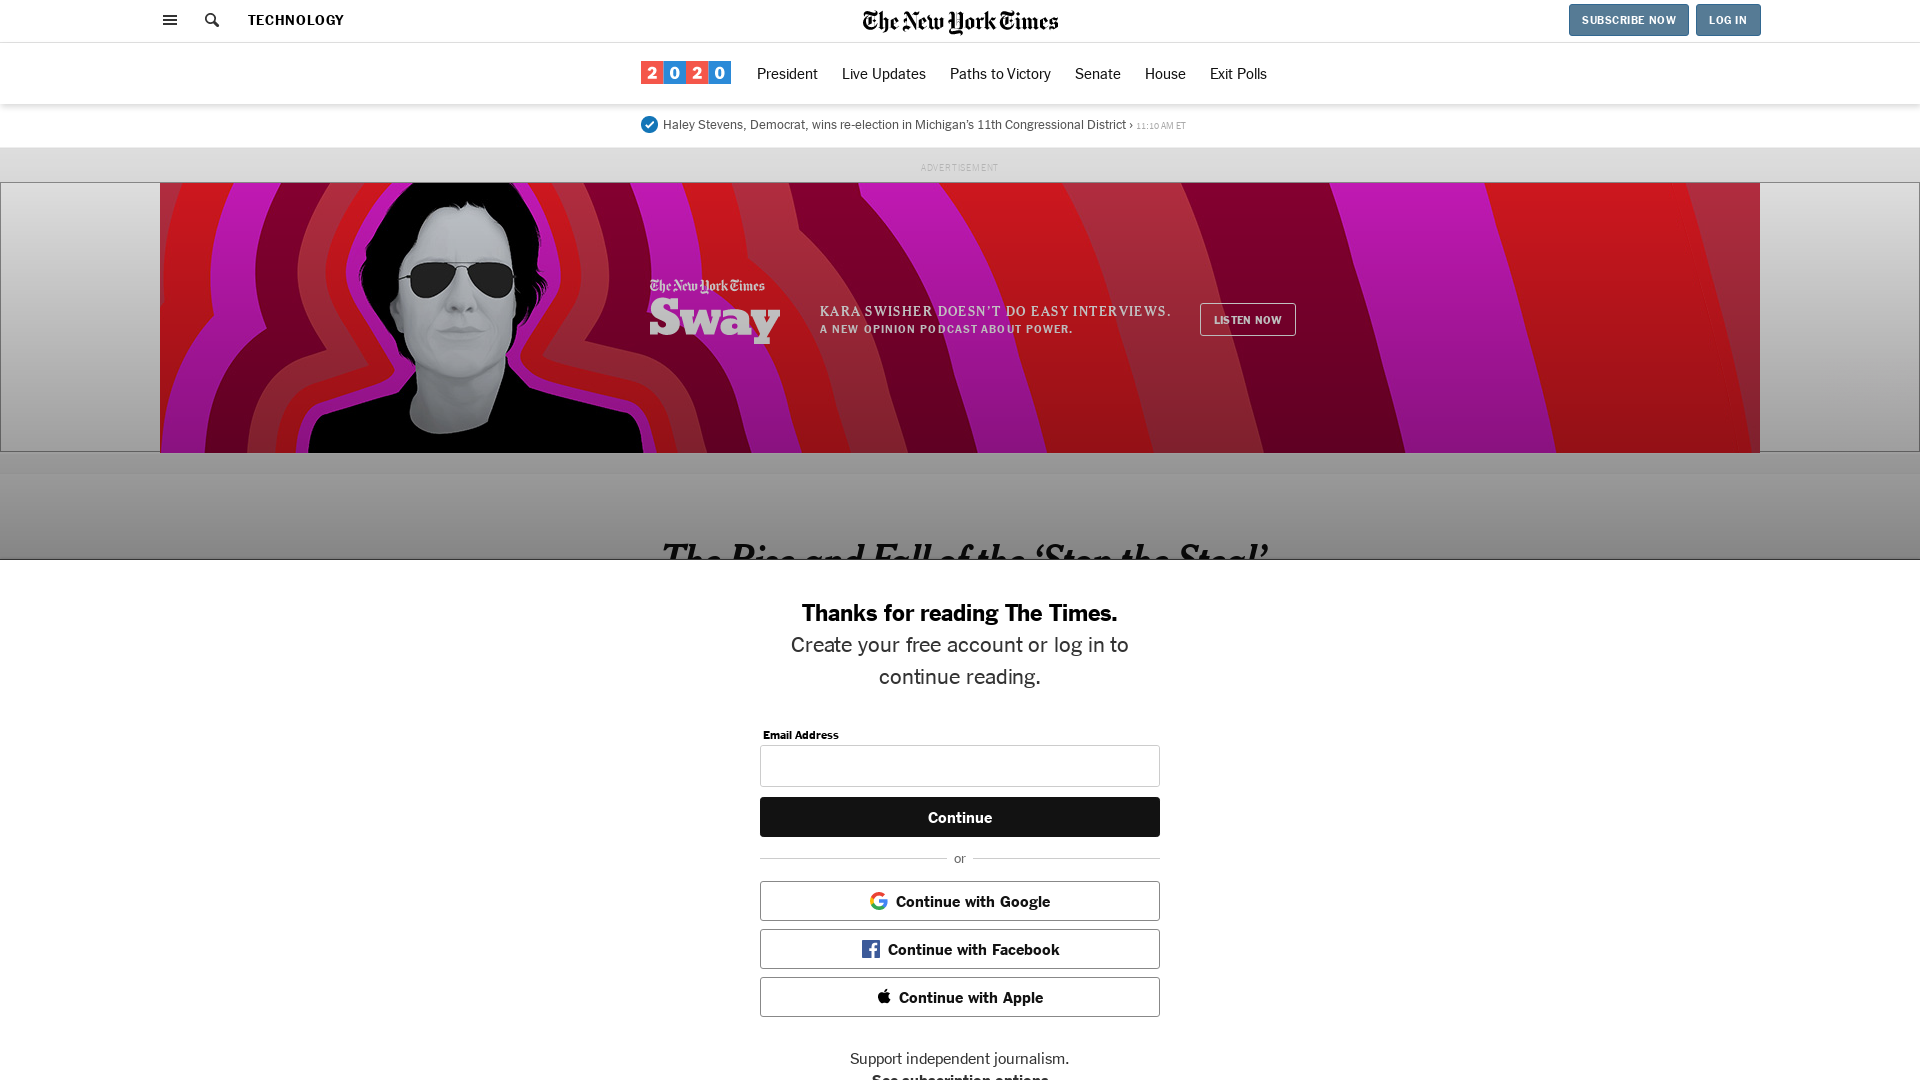 TECHNOLOGY
The New York Times
SUBSCRIBE NOW
LOG IN
2020
President
Live Updates
Paths to Victory
Senate
House
Exit Polls
Haley Stevens, Democrat, wins re-election in Michigan’s 11th Congressional District › 11:10 AM ET
ADVERTISEMENT
The New York Times
Sway
KARA SWISHER DOESN’T DO EASY INTERVIEWS.
A NEW OPINION PODCAST ABOUT POWER.
LISTEN NOW
The Rise and Fall of the ‘Stop the Steal’
Thanks for reading The Times.
Create your free account or log in to
continue reading.
Email Address
Continue
or
Continue with Google
Continue with Facebook
Continue with Apple
Support independent journalism.
See subscription options